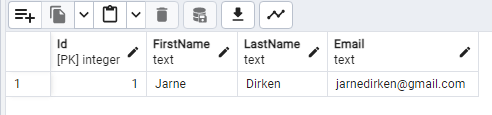 Id FirstName LastName Email
[PK] integer text text text
1 1 Jarne Dirken jarnedirken@gmail.com